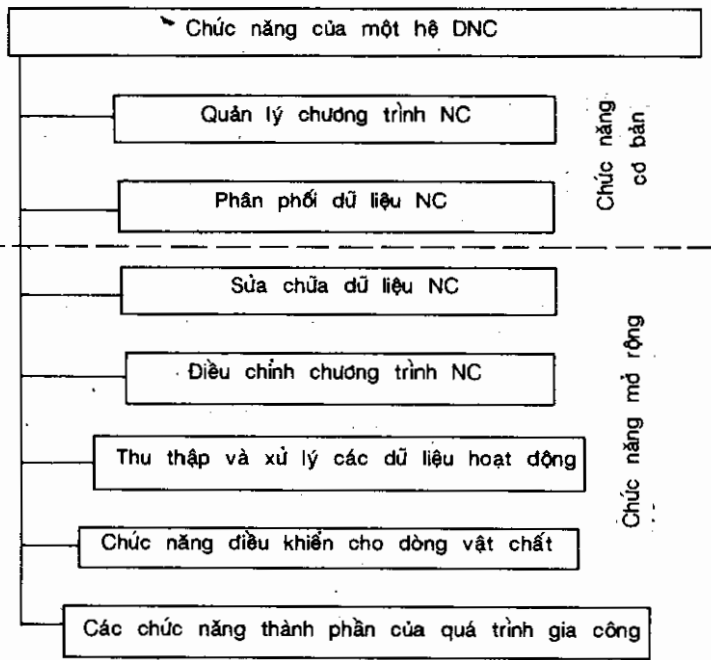 Chức năng của một hệ DNC
Quản lý chương trình NC
Phân phối dữ liệu NC
Chức năng
cơ bản
Sửa chữa dữ liệu NC
Điều chỉnh chương trình NC
Thu thập và xử lý các dữ liệu hoạt động
Chức năng điều khiển cho dòng vật chất
Các chức năng thành phần của quá trình gia công
Chức năng mở rộng